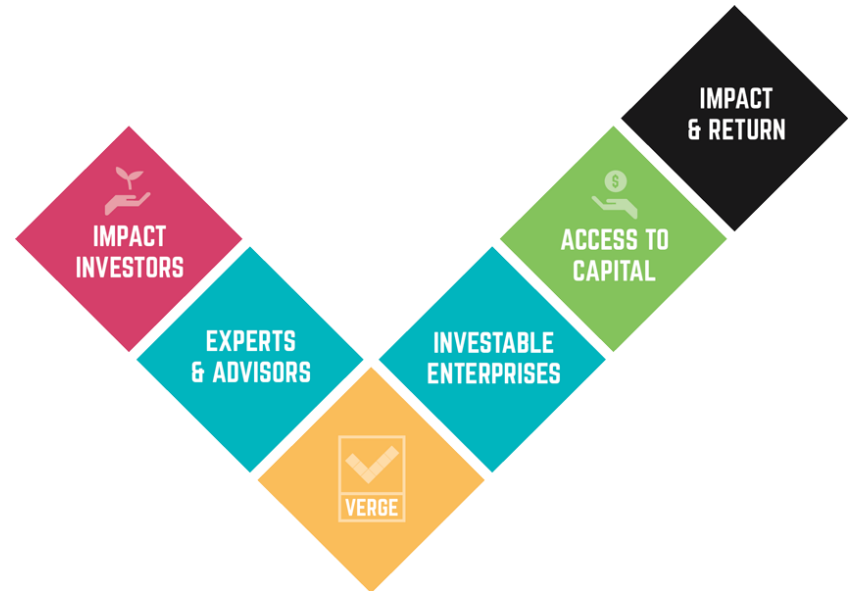 IMPACT
INVESTORS
EXPERTS
& ADVISORS
VERGE
INVESTABLE
ENTERPRISES
$
ACCESS TO
CAPITAL
IMPACT
& RETURN